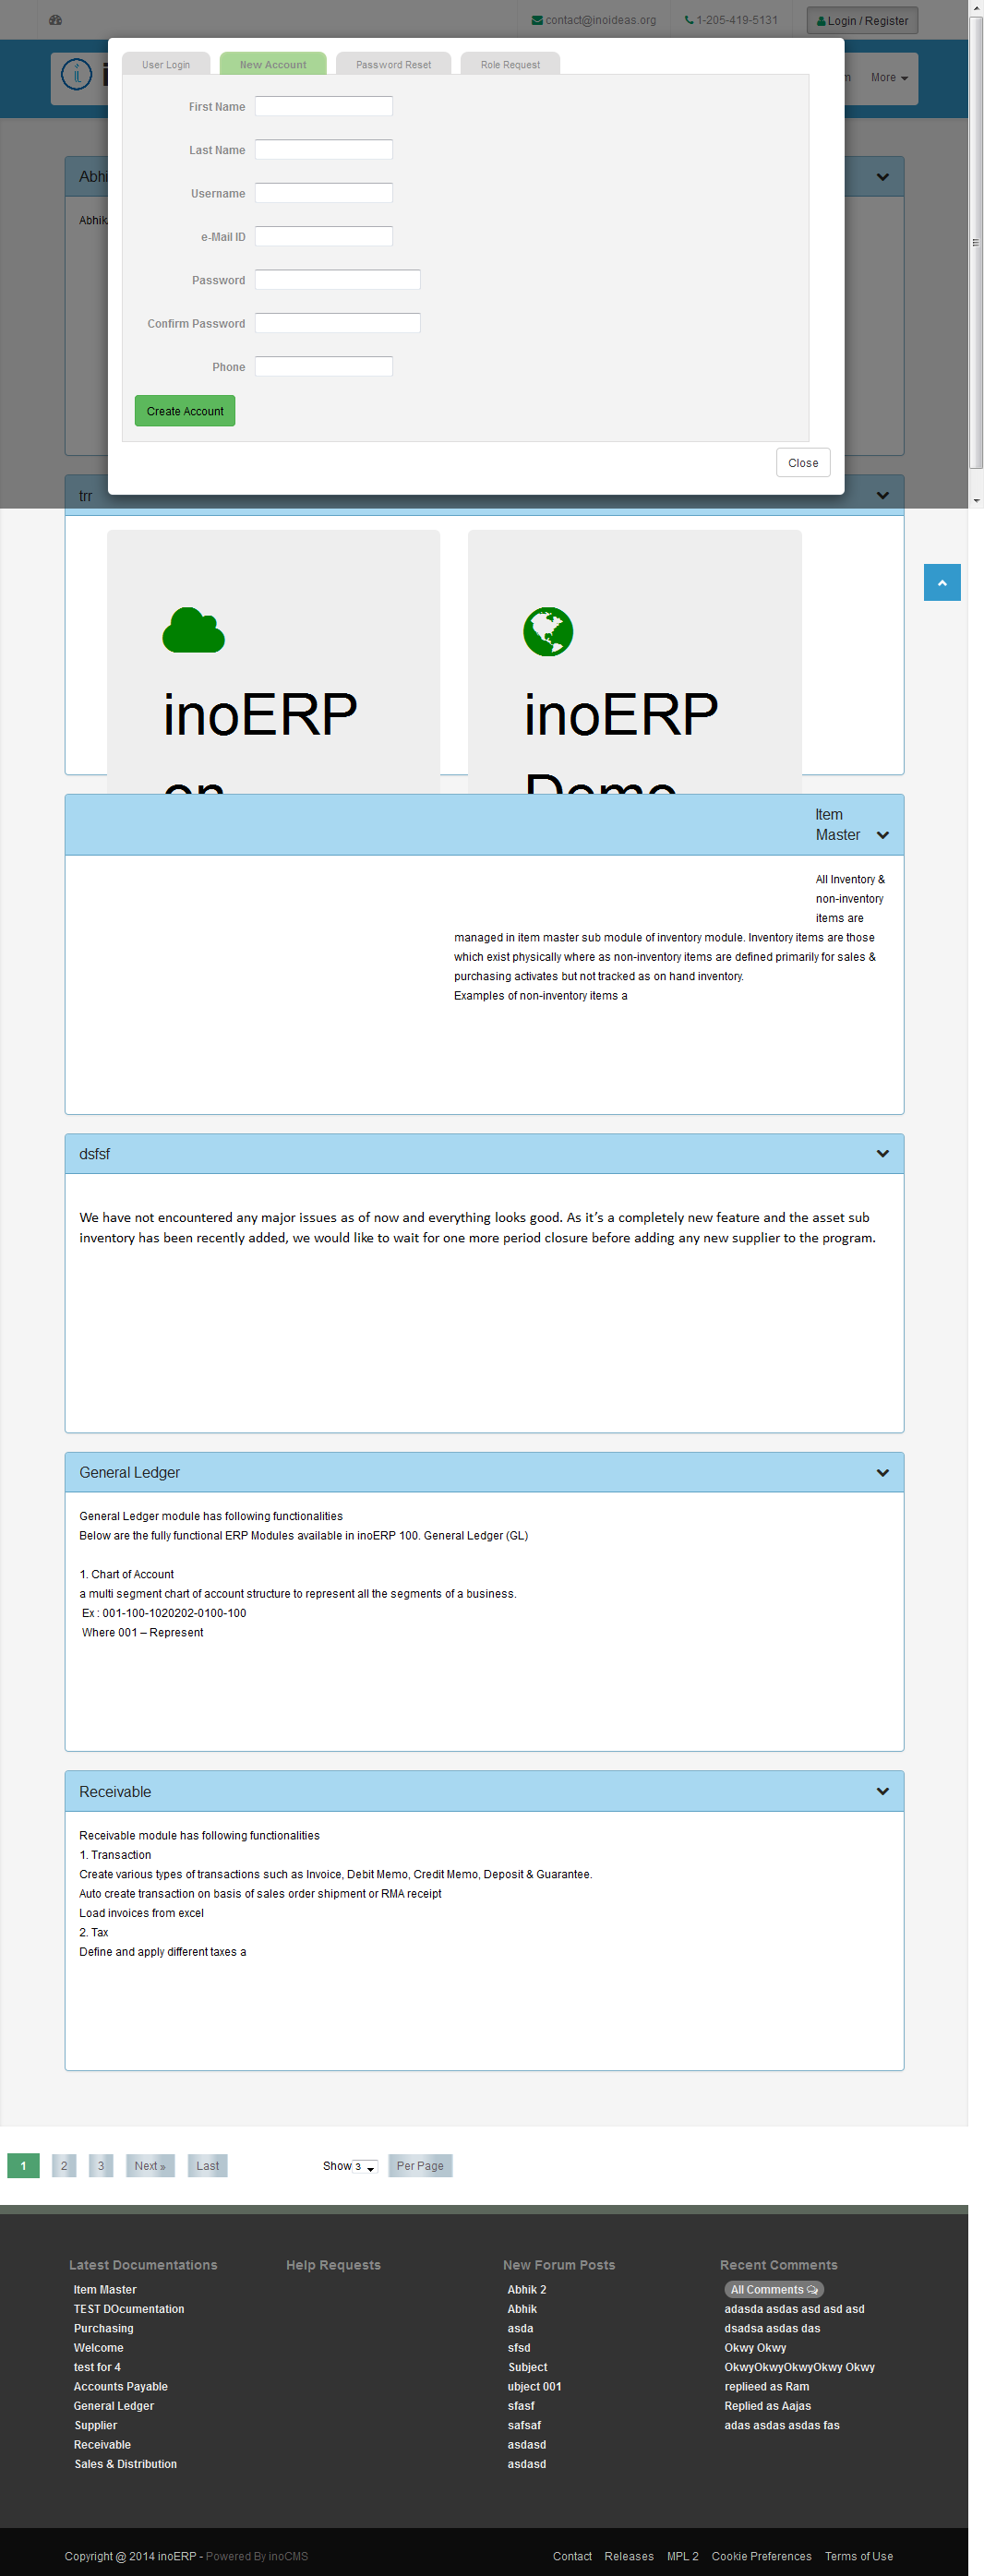 contact@inoideas.org 1-205-419-5131 Login / Register
User Login New Account Password Reset Role Request
More
First Name
Last Name
Username
e-Mail ID
Password
Confirm Password
Phone
Create Account
Close
trr
inoERP
on
inoERP
Demo
Item
Master
All Inventory &
non-inventory
items are
managed in item master sub module of inventory module. Inventory items are those
which exist physically where as non-inventory items are defined primarily for sales &
purchasing activates but not tracked as on hand inventory.
Examples of non-inventory items a
dsfsf
We have not encountered any major issues as of now and everything looks good. As it’s a completely new feature and the asset sub
inventory has been recently added, we would like to wait for one more period closure before adding any new supplier to the program.
General Ledger
General Ledger module has following functionalities
Below are the fully functional ERP Modules available in inoERP 100. General Ledger (GL)
1. Chart of Account
a multi segment chart of account structure to represent all the segments of a business.
Ex : 001-100-1020202-0100-100
Where 001 – Represent
Receivable
Receivable module has following functionalities
1. Transaction
Create various types of transactions such as Invoice, Debit Memo, Credit Memo, Deposit & Guarantee.
Auto create transaction on basis of sales order shipment or RMA receipt
Load invoices from excel
2. Tax
Define and apply different taxes a
1 2 3 Next » Last Show 3 Per Page
Latest Documentations
Item Master
TEST DOcumentation
Purchasing
Welcome
test for 4
Accounts Payable
General Ledger
Supplier
Receivable
Sales & Distribution
Help Requests
New Forum Posts
Abhik 2
Abhik
asda
sfsd
Subject
ubject 001
sfasf
safsaf
asdasd
asdasd
Recent Comments
All Comments
adasda asdas asd asd asd
dsadsa asdas das
Okwy Okwy
OkwyOkwyOkwyOkwy Okwy
replieed as Ram
Replied as Aajas
adas asdas asdas fas
Copyright @ 2014 inoERP - Powered By inoCMS
Contact Releases MPL 2 Cookie Preferences Terms of Use